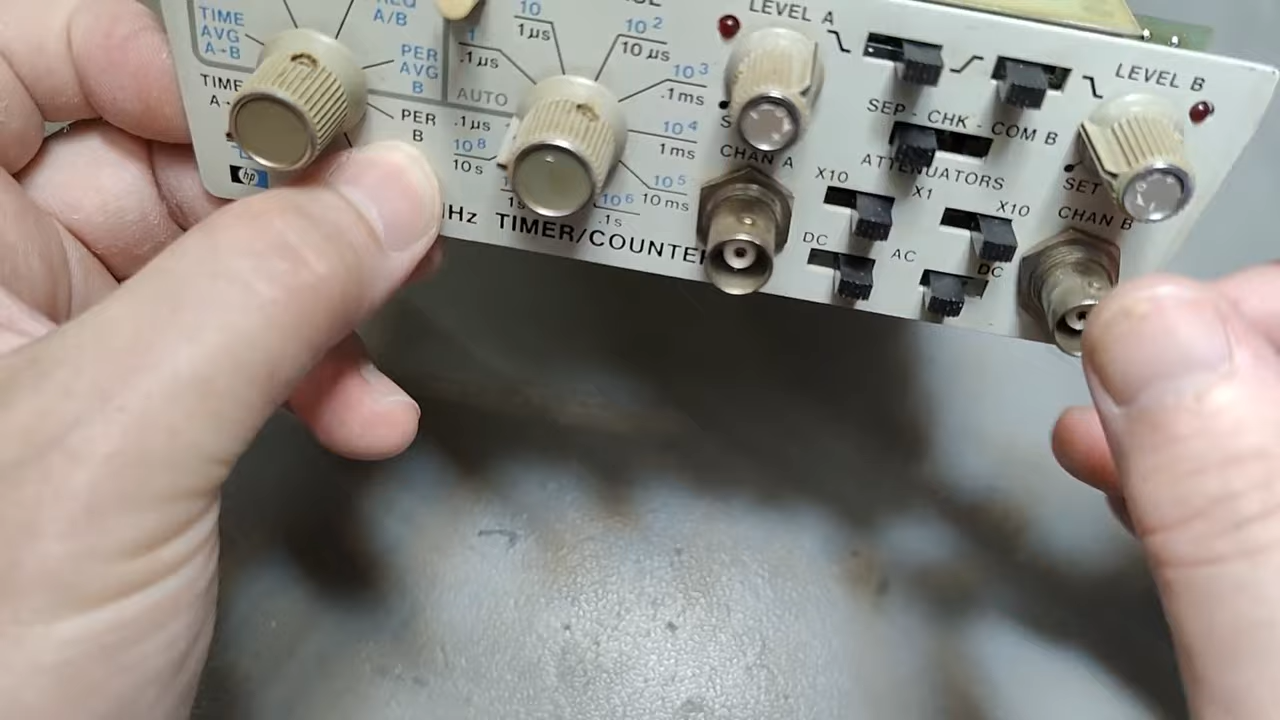 TIME
AVG
A→B
A/B
PER
AVG
B
TIME
A→
PER
B
hp
AUTO
1
.1µs
10
1µs
10²
10µs
10³
.1ms
10⁴
1ms
10⁵
10ms
10⁶
.1s
.1µs
10⁸
10s
Hz TIMER/COUNTER
LEVEL A
CHAN A
SEP - CHK - COM B
ATTENUATORS
X10
X1
X10
DC
AC
DC
LEVEL B
SET
CHAN B